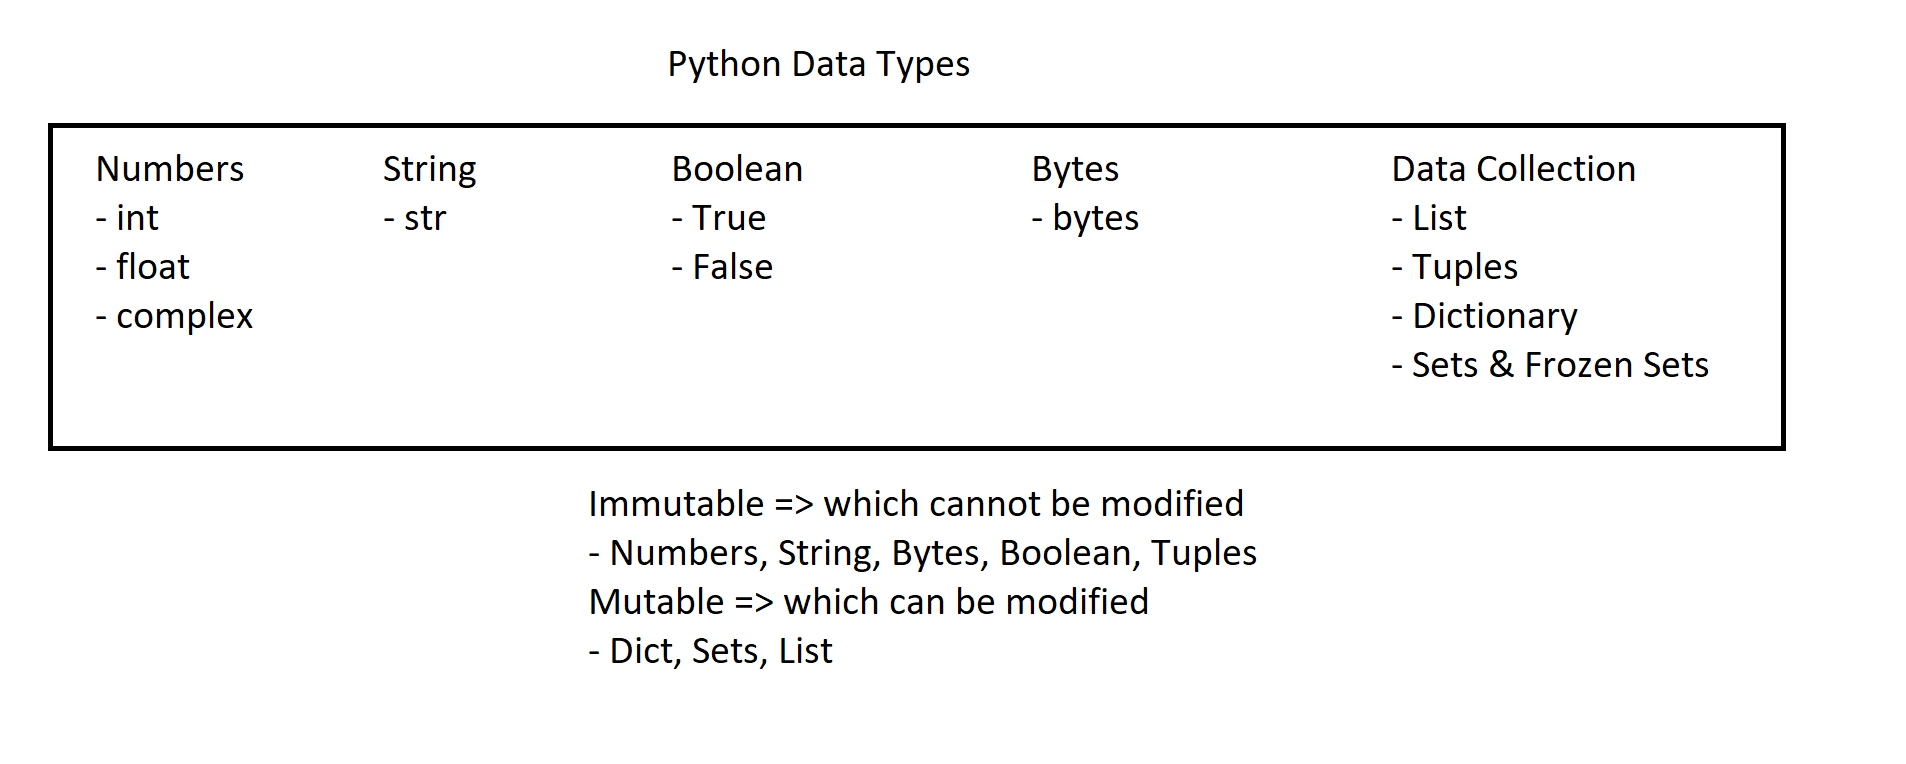 Python Data Types
Numbers
- int
- float
- complex
String
- str
Boolean
- True
- False
Bytes
- bytes
Data Collection
- List
- Tuples
- Dictionary
- Sets & Frozen Sets
Immutable => which cannot be modified
- Numbers, String, Bytes, Boolean, Tuples
Mutable => which can be modified
- Dict, Sets, List